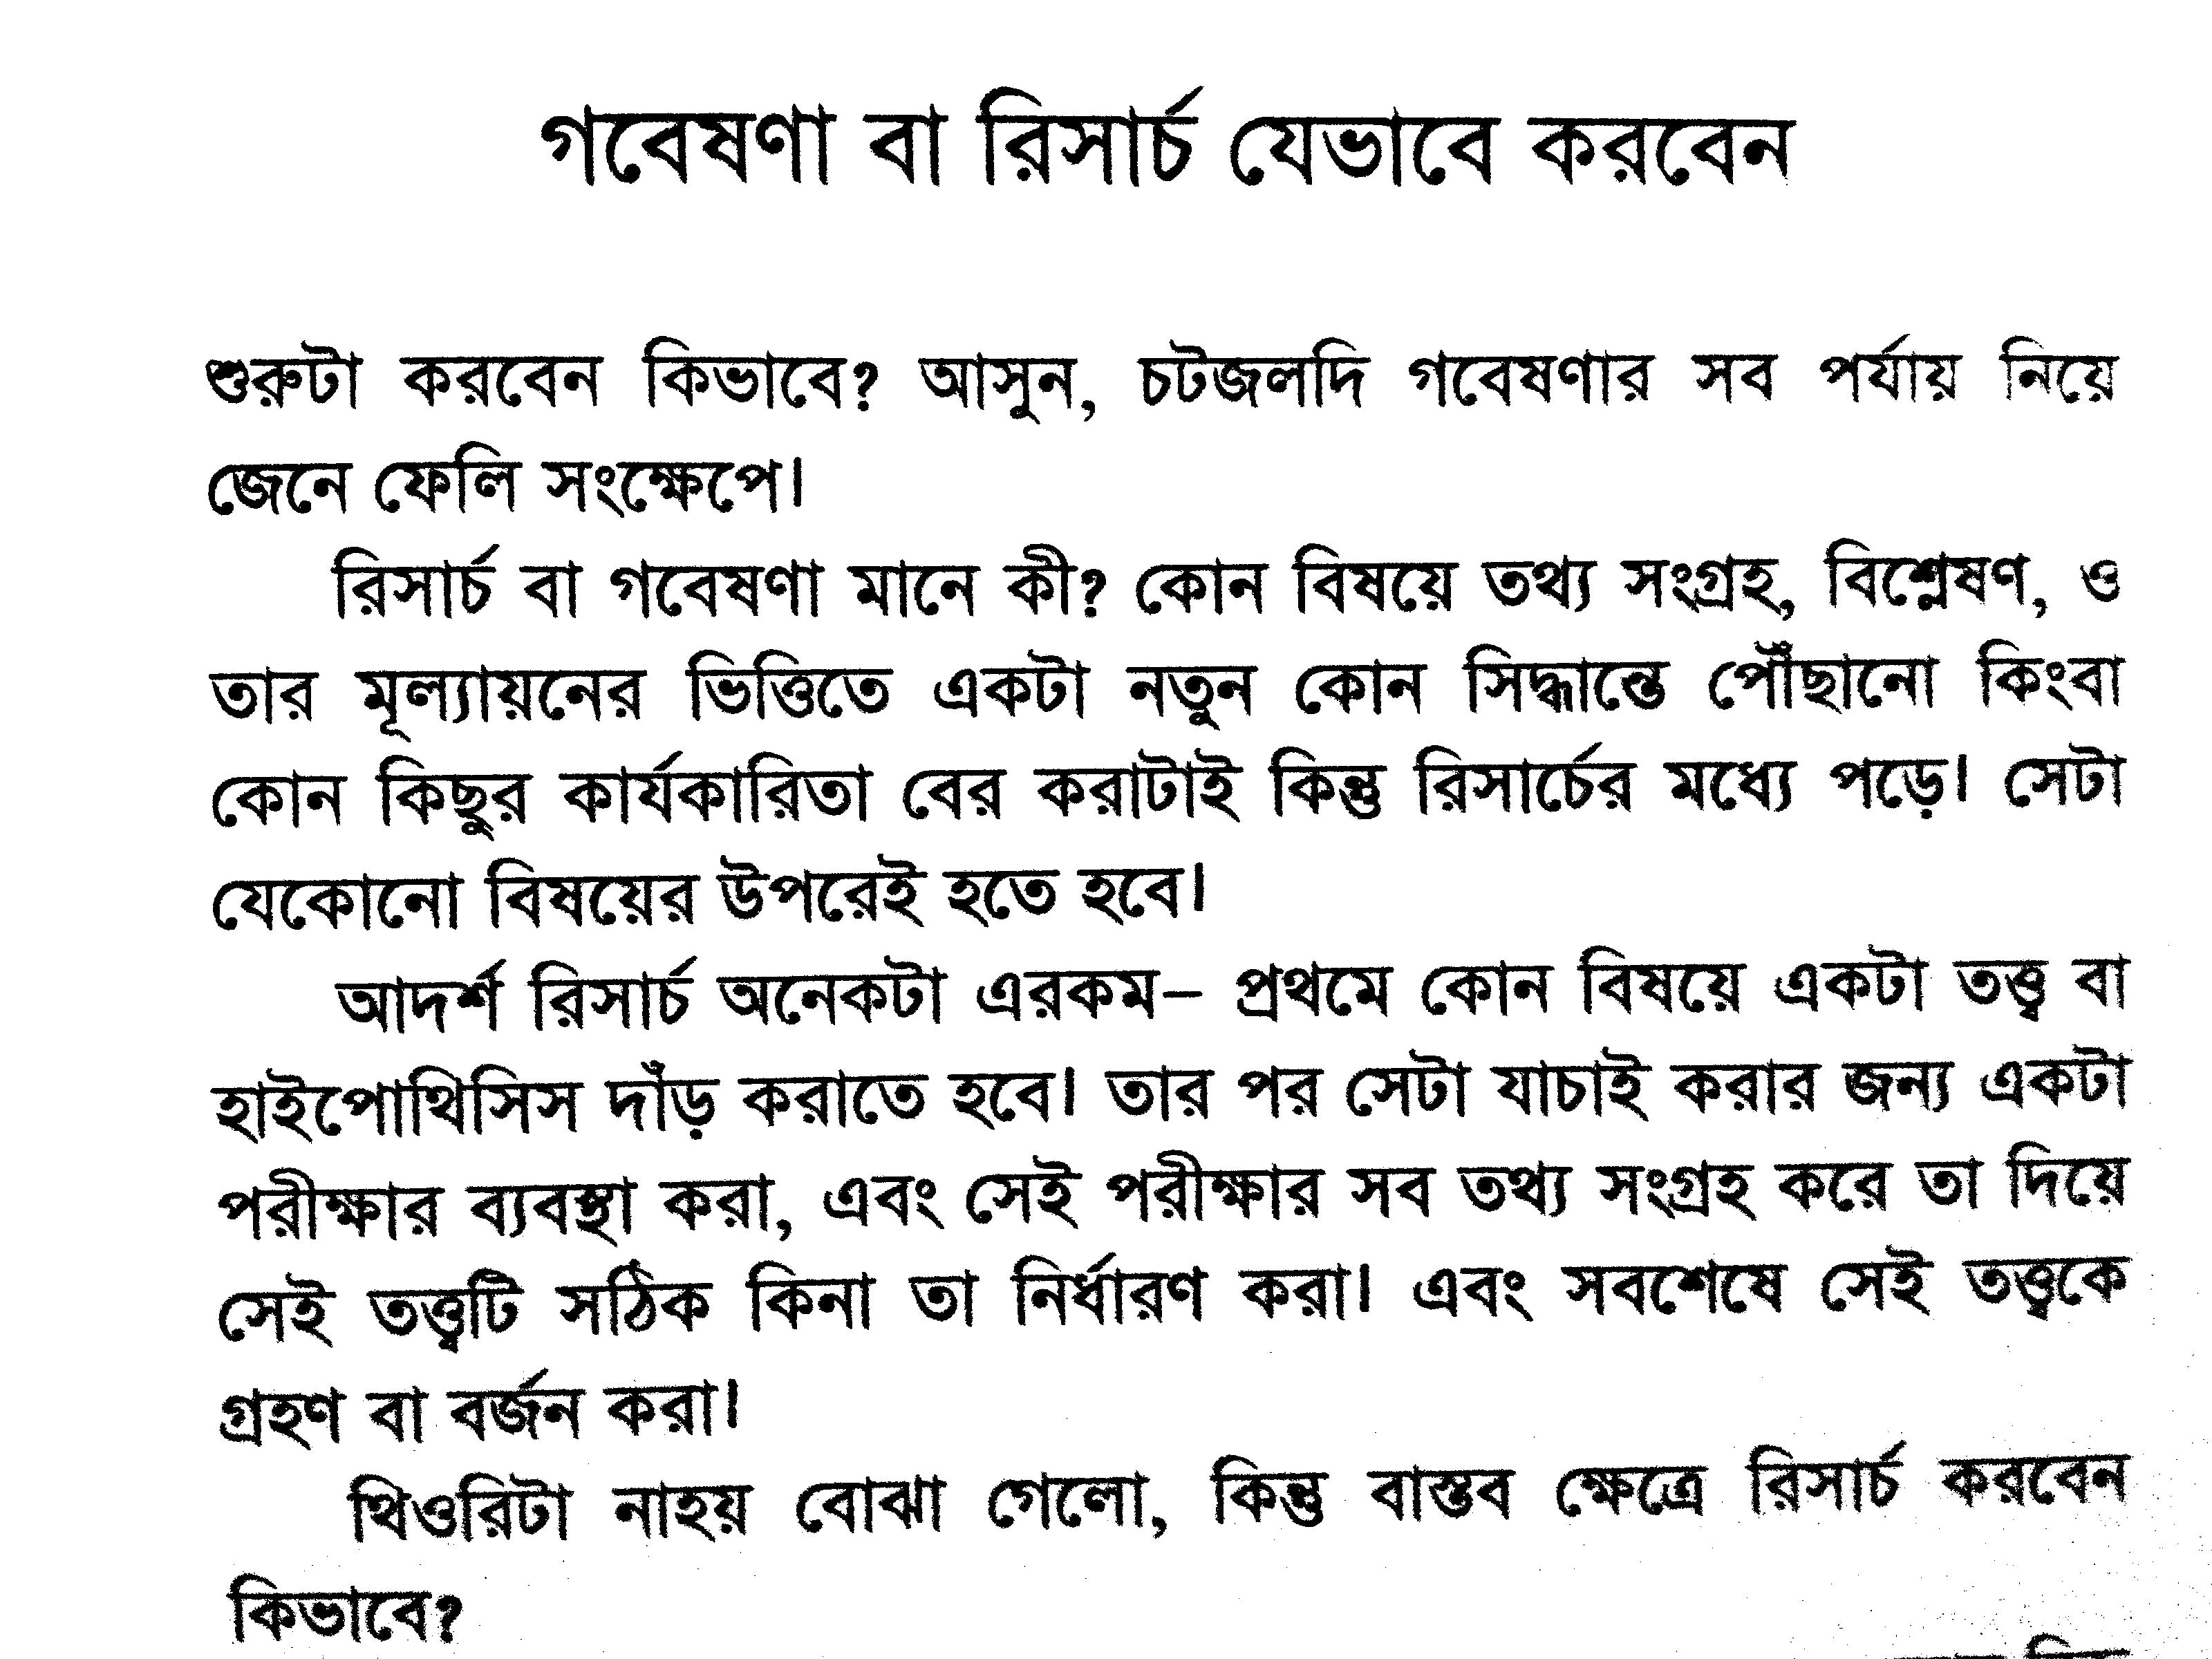 গবেষণা বা রিসার্চ যেভাবে করবেন
শুরুটা করবেন কিভাবে? আসুন, চটজলদি গবেষণার সব পর্যায় নিয়ে
জেনে ফেলি সংক্ষেপে।
রিসার্চ বা গবেষণা মানে কী? কোন বিষয়ে তথ্য সংগ্রহ, বিশ্লেষণ, ও
তার মূল্যায়নের ভিত্তিতে একটা নতুন কোন সিদ্ধান্তে পৌঁছানো কিংবা
কোন কিছুর কার্যকারিতা বের করাটাই কিন্তু রিসার্চের মধ্যে পড়ে। সেটা
যেকোনো বিষয়ের উপরেই হতে হবে।
আদর্শ রিসার্চ অনেকটা এরকম– প্রথমে কোন বিষয়ে একটা তত্ত্ব বা
হাইপোথিসিস দাঁড় করাতে হবে। তার পর সেটা যাচাই করার জন্য একটা
পরীক্ষার ব্যবস্থা করা, এবং সেই পরীক্ষার সব তথ্য সংগ্রহ করে তা দিয়ে
সেই তত্ত্বটি সঠিক কিনা তা নির্ধারণ করা। এবং সবশেষে সেই তত্ত্বকে
গ্রহণ বা বর্জন করা।
থিওরিটা নাহয় বোঝা গেলো, কিন্তু বাস্তব ক্ষেত্রে রিসার্চ করবেন
কিভাবে?